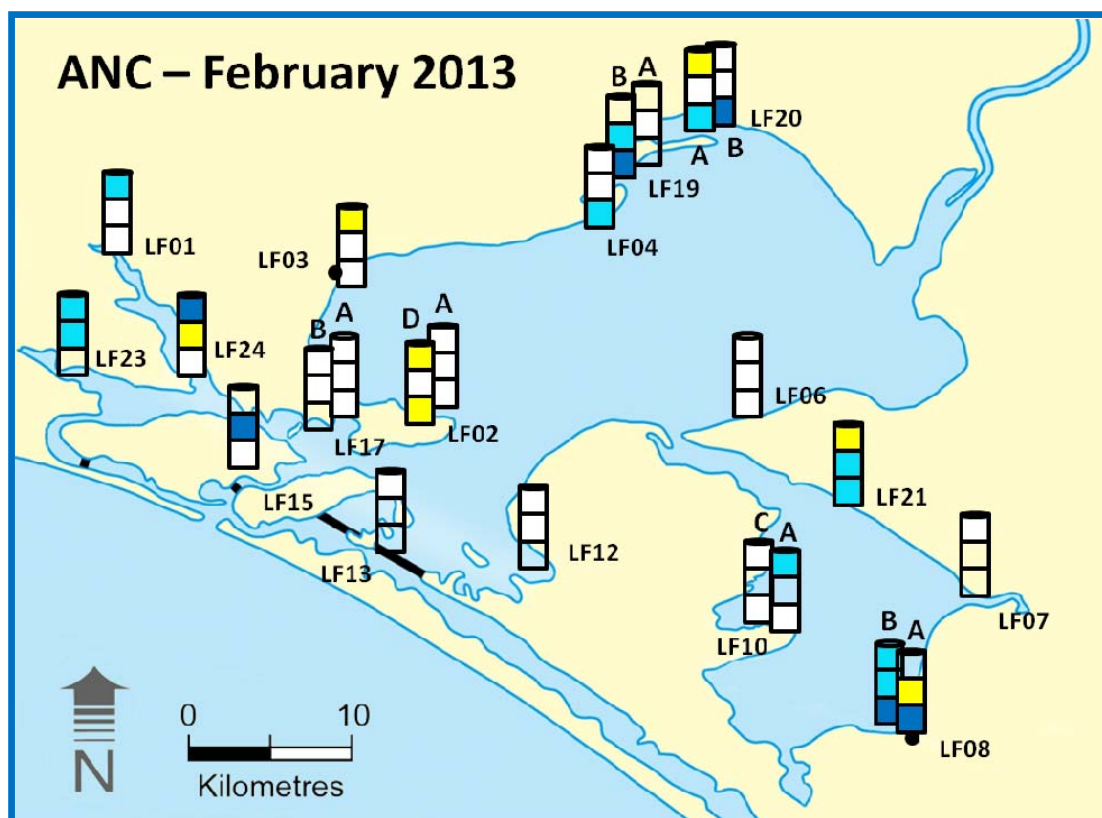 ANC – February 2013
B A
A B
LF20
LF19
LF04
LF01
LF03
LF23
LF24
B A
D A
LF17
LF02
LF06
LF15
LF13
LF12
LF21
C A
LF10
LF07
B A
LF08
0 10
Kilometres
N